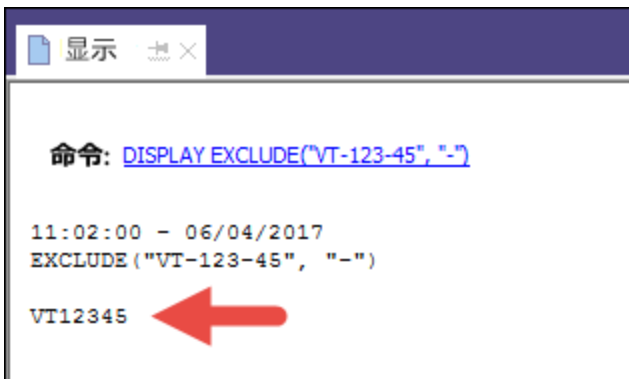 显示
命令: DISPLAY EXCLUDE("VT-123-45", "-")
11:02:00 - 06/04/2017
EXCLUDE("VT-123-45", "-")
VT12345